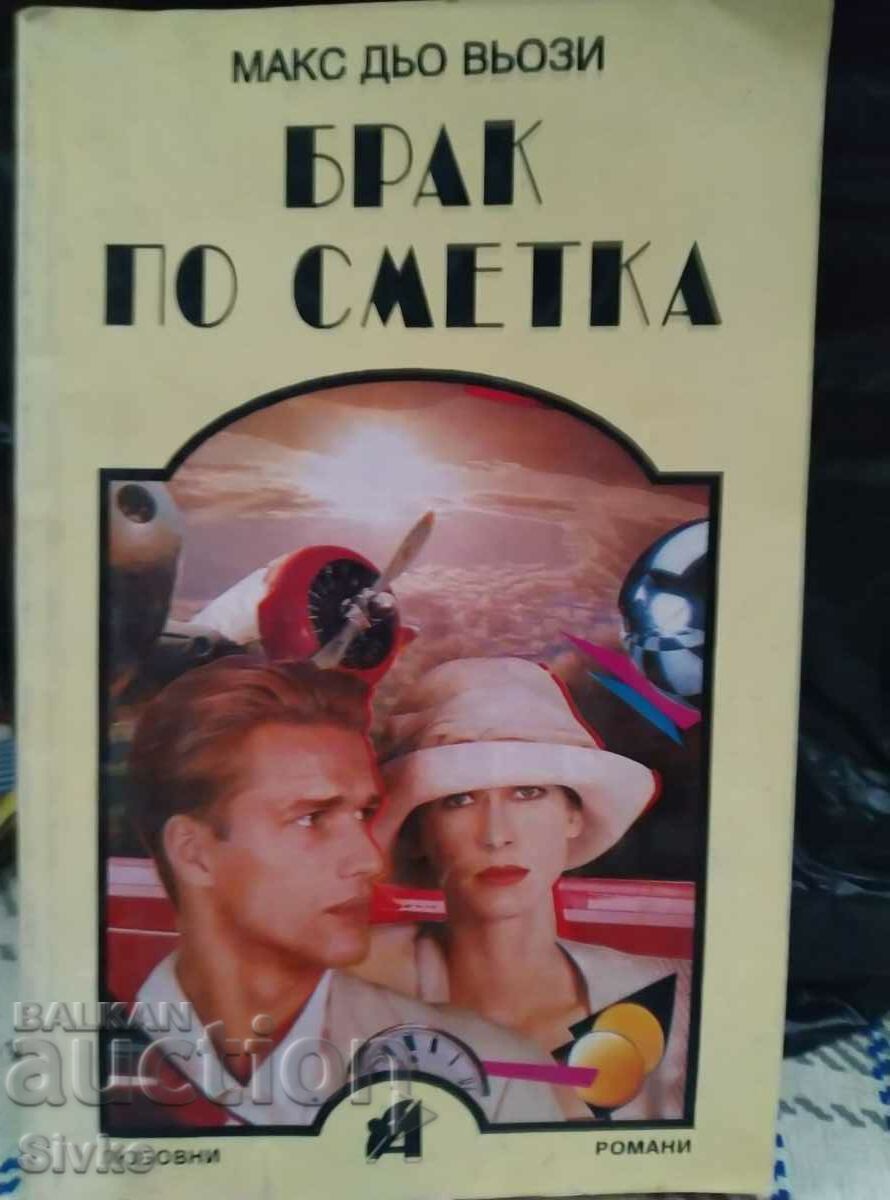 МАКС ДЬО ВЬОЗИ
БРАК
ПО СМЕТКА
BALKAN
auction
Sivko
ЛЮБОВНИ
А
РОМАНИ